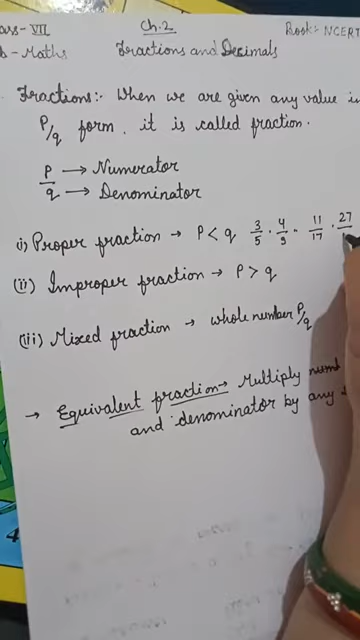 ass- VII Ch.2 Book:- NCERT
- Maths Fractions and Decimals
Fractions:- When we are given any value in
P/q form, it is called fraction.
P → Numerator
q → Denominator
(i) Proper fraction → P < q 3/5 . 4/9 . 11/17 . 27/
(ii) Improper fraction → P > q
(iii) Mixed fraction → whole number P/q
→ Equivalent fraction → Multiply
and denominator by any